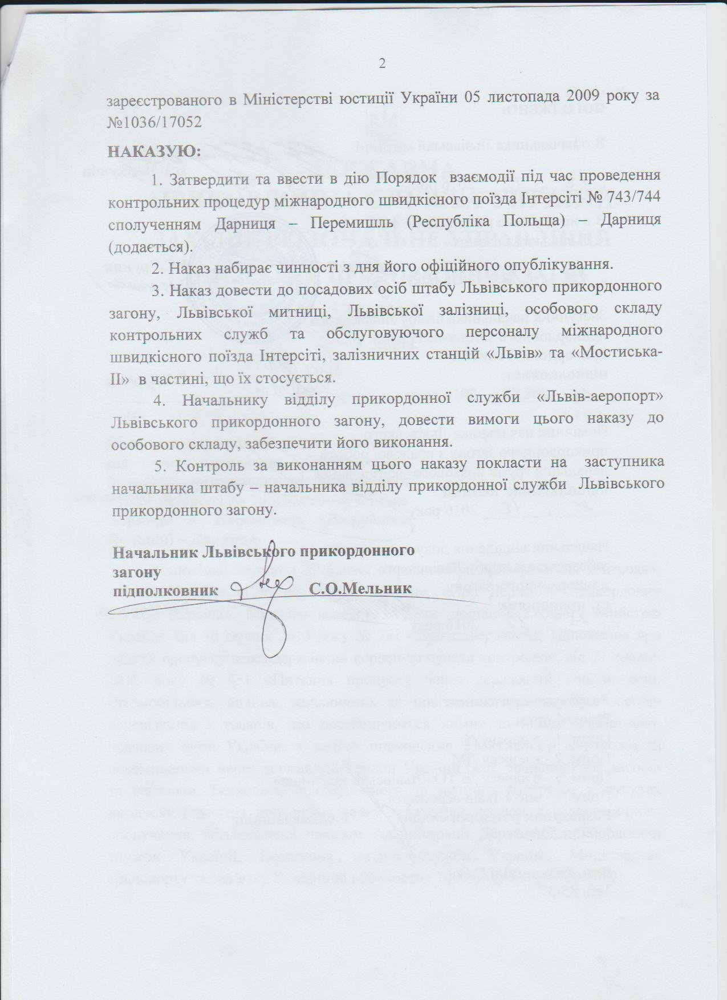 2
зареєстрованого в Міністерстві юстиції України 05 листопада 2009 року за
№1036/17052
НАКАЗУЮ:
1. Затвердити та ввести в дію Порядок взаємодії під час проведення
контрольних процедур міжнародного швидкісного поїзда Інтерсіті № 743/744
сполученням Дарниця – Перемишль (Республіка Польща) – Дарниця
(додається).
2. Наказ набирає чинності з дня його офіційного опублікування.
3. Наказ довести до посадових осіб штабу Львівського прикордонного
загону, Львівської митниці, Львівської залізниці, особового складу
контрольних служб та обслуговуючого персоналу міжнародного
швидкісного поїзда Інтерсіті, залізничних станцій «Львів» та «Мостиська-
ІІ» в частині, що їх стосується.
4. Начальнику відділу прикордонної служби «Львів-аеропорт»
Львівського прикордонного загону, довести вимоги цього наказу до
особового складу, забезпечити його виконання.
5. Контроль за виконанням цього наказу покласти на заступника
начальника штабу – начальника відділу прикордонної служби Львівського
прикордонного загону.
Начальник Львівського прикордонного
загону
підполковник С.О.Мельник